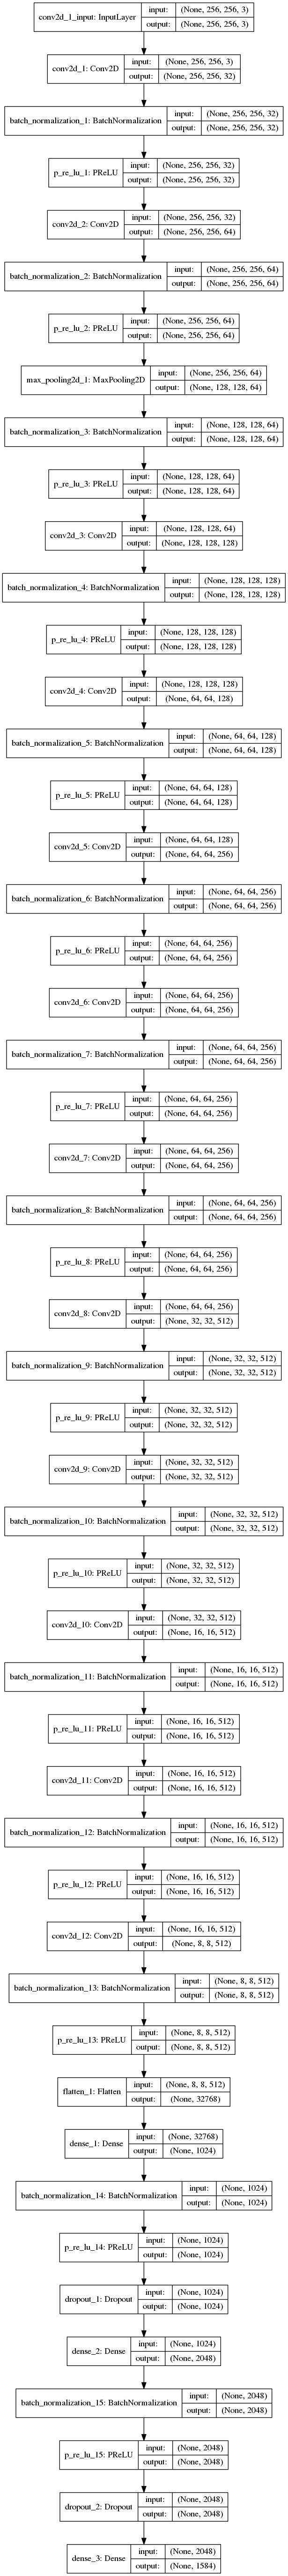 conv2d_1_input: InputLayer input: (None, 256, 256, 3)
output: (None, 256, 256, 3)
conv2d_1: Conv2D input: (None, 256, 256, 3)
output: (None, 256, 256, 32)
batch_normalization_1: BatchNormalization input: (None, 256, 256, 32)
output: (None, 256, 256, 32)
p_re_lu_1: PReLU input: (None, 256, 256, 32)
output: (None, 256, 256, 32)
conv2d_2: Conv2D input: (None, 256, 256, 32)
output: (None, 256, 256, 64)
batch_normalization_2: BatchNormalization input: (None, 256, 256, 64)
output: (None, 256, 256, 64)
p_re_lu_2: PReLU input: (None, 256, 256, 64)
output: (None, 256, 256, 64)
max_pooling2d_1: MaxPooling2D input: (None, 256, 256, 64)
output: (None, 128, 128, 64)
batch_normalization_3: BatchNormalization input: (None, 128, 128, 64)
output: (None, 128, 128, 64)
p_re_lu_3: PReLU input: (None, 128, 128, 64)
output: (None, 128, 128, 64)
conv2d_3: Conv2D input: (None, 128, 128, 64)
output: (None, 128, 128, 128)
batch_normalization_4: BatchNormalization input: (None, 128, 128, 128)
output: (None, 128, 128, 128)
p_re_lu_4: PReLU input: (None, 128, 128, 128)
output: (None, 128, 128, 128)
conv2d_4: Conv2D input: (None, 128, 128, 128)
output: (None, 64, 64, 128)
batch_normalization_5: BatchNormalization input: (None, 64, 64, 128)
output: (None, 64, 64, 128)
p_re_lu_5: PReLU input: (None, 64, 64, 128)
output: (None, 64, 64, 128)
conv2d_5: Conv2D input: (None, 64, 64, 128)
output: (None, 64, 64, 256)
batch_normalization_6: BatchNormalization input: (None, 64, 64, 256)
output: (None, 64, 64, 256)
p_re_lu_6: PReLU input: (None, 64, 64, 256)
output: (None, 64, 64, 256)
conv2d_6: Conv2D input: (None, 64, 64, 256)
output: (None, 64, 64, 256)
batch_normalization_7: BatchNormalization input: (None, 64, 64, 256)
output: (None, 64, 64, 256)
p_re_lu_7: PReLU input: (None, 64, 64, 256)
output: (None, 64, 64, 256)
conv2d_7: Conv2D input: (None, 64, 64, 256)
output: (None, 64, 64, 256)
batch_normalization_8: BatchNormalization input: (None, 64, 64, 256)
output: (None, 64, 64, 256)
p_re_lu_8: PReLU input: (None, 64, 64, 256)
output: (None, 64, 64, 256)
conv2d_8: Conv2D input: (None, 64, 64, 256)
output: (None, 32, 32, 512)
batch_normalization_9: BatchNormalization input: (None, 32, 32, 512)
output: (None, 32, 32, 512)
p_re_lu_9: PReLU input: (None, 32, 32, 512)
output: (None, 32, 32, 512)
conv2d_9: Conv2D input: (None, 32, 32, 512)
output: (None, 32, 32, 512)
batch_normalization_10: BatchNormalization input: (None, 32, 32, 512)
output: (None, 32, 32, 512)
p_re_lu_10: PReLU input: (None, 32, 32, 512)
output: (None, 32, 32, 512)
conv2d_10: Conv2D input: (None, 32, 32, 512)
output: (None, 16, 16, 512)
batch_normalization_11: BatchNormalization input: (None, 16, 16, 512)
output: (None, 16, 16, 512)
p_re_lu_11: PReLU input: (None, 16, 16, 512)
output: (None, 16, 16, 512)
conv2d_11: Conv2D input: (None, 16, 16, 512)
output: (None, 16, 16, 512)
batch_normalization_12: BatchNormalization input: (None, 16, 16, 512)
output: (None, 16, 16, 512)
p_re_lu_12: PReLU input: (None, 16, 16, 512)
output: (None, 16, 16, 512)
conv2d_12: Conv2D input: (None, 16, 16, 512)
output: (None, 8, 8, 512)
batch_normalization_13: BatchNormalization input: (None, 8, 8, 512)
output: (None, 8, 8, 512)
p_re_lu_13: PReLU input: (None, 8, 8, 512)
output: (None, 8, 8, 512)
flatten_1: Flatten input: (None, 8, 8, 512)
output: (None, 32768)
dense_1: Dense input: (None, 32768)
output: (None, 1024)
batch_normalization_14: BatchNormalization input: (None, 1024)
output: (None, 1024)
p_re_lu_14: PReLU input: (None, 1024)
output: (None, 1024)
dropout_1: Dropout input: (None, 1024)
output: (None, 1024)
dense_2: Dense input: (None, 1024)
output: (None, 2048)
batch_normalization_15: BatchNormalization input: (None, 2048)
output: (None, 2048)
p_re_lu_15: PReLU input: (None, 2048)
output: (None, 2048)
dropout_2: Dropout input: (None, 2048)
output: (None, 2048)
dense_3: Dense input: (None, 2048)
output: (None, 1584)